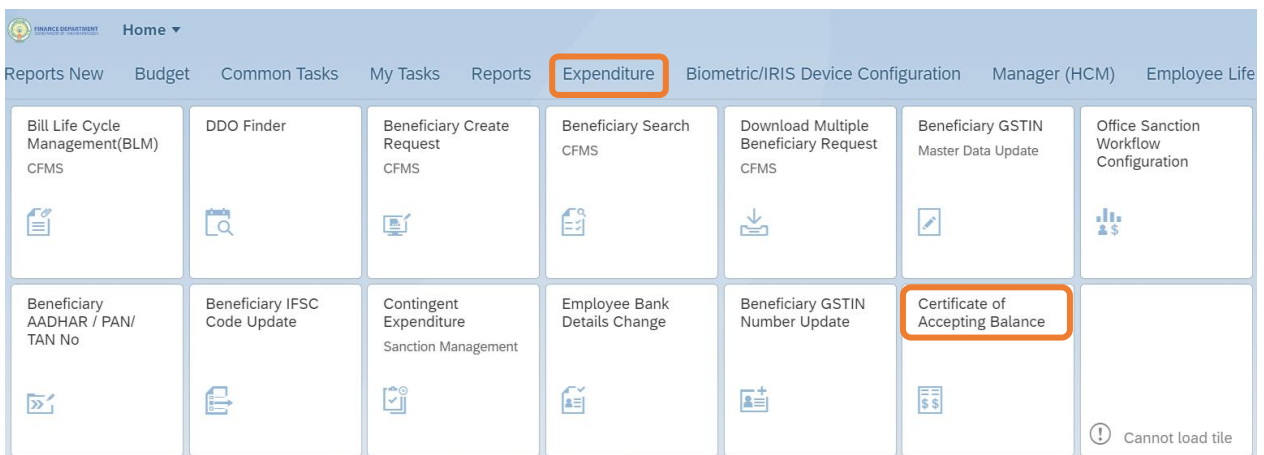 FINANCE DEPARTMENT
Home
Reports New Budget Common Tasks My Tasks Reports Expenditure Biometric/IRIS Device Configuration Manager (HCM) Employee Life
Bill Life Cycle
Management(BLM)
CFMS
DDO Finder
Beneficiary Create
Request
CFMS
Beneficiary Search
CFMS
Download Multiple
Beneficiary Request
CFMS
Beneficiary GSTIN
Master Data Update
Office Sanction
Workflow
Configuration
Beneficiary
AADHAR / PAN/
TAN No
Beneficiary IFSC
Code Update
Contingent
Expenditure
Sanction Management
Employee Bank
Details Change
Beneficiary GSTIN
Number Update
Certificate of
Accepting Balance
$ $
Cannot load tile